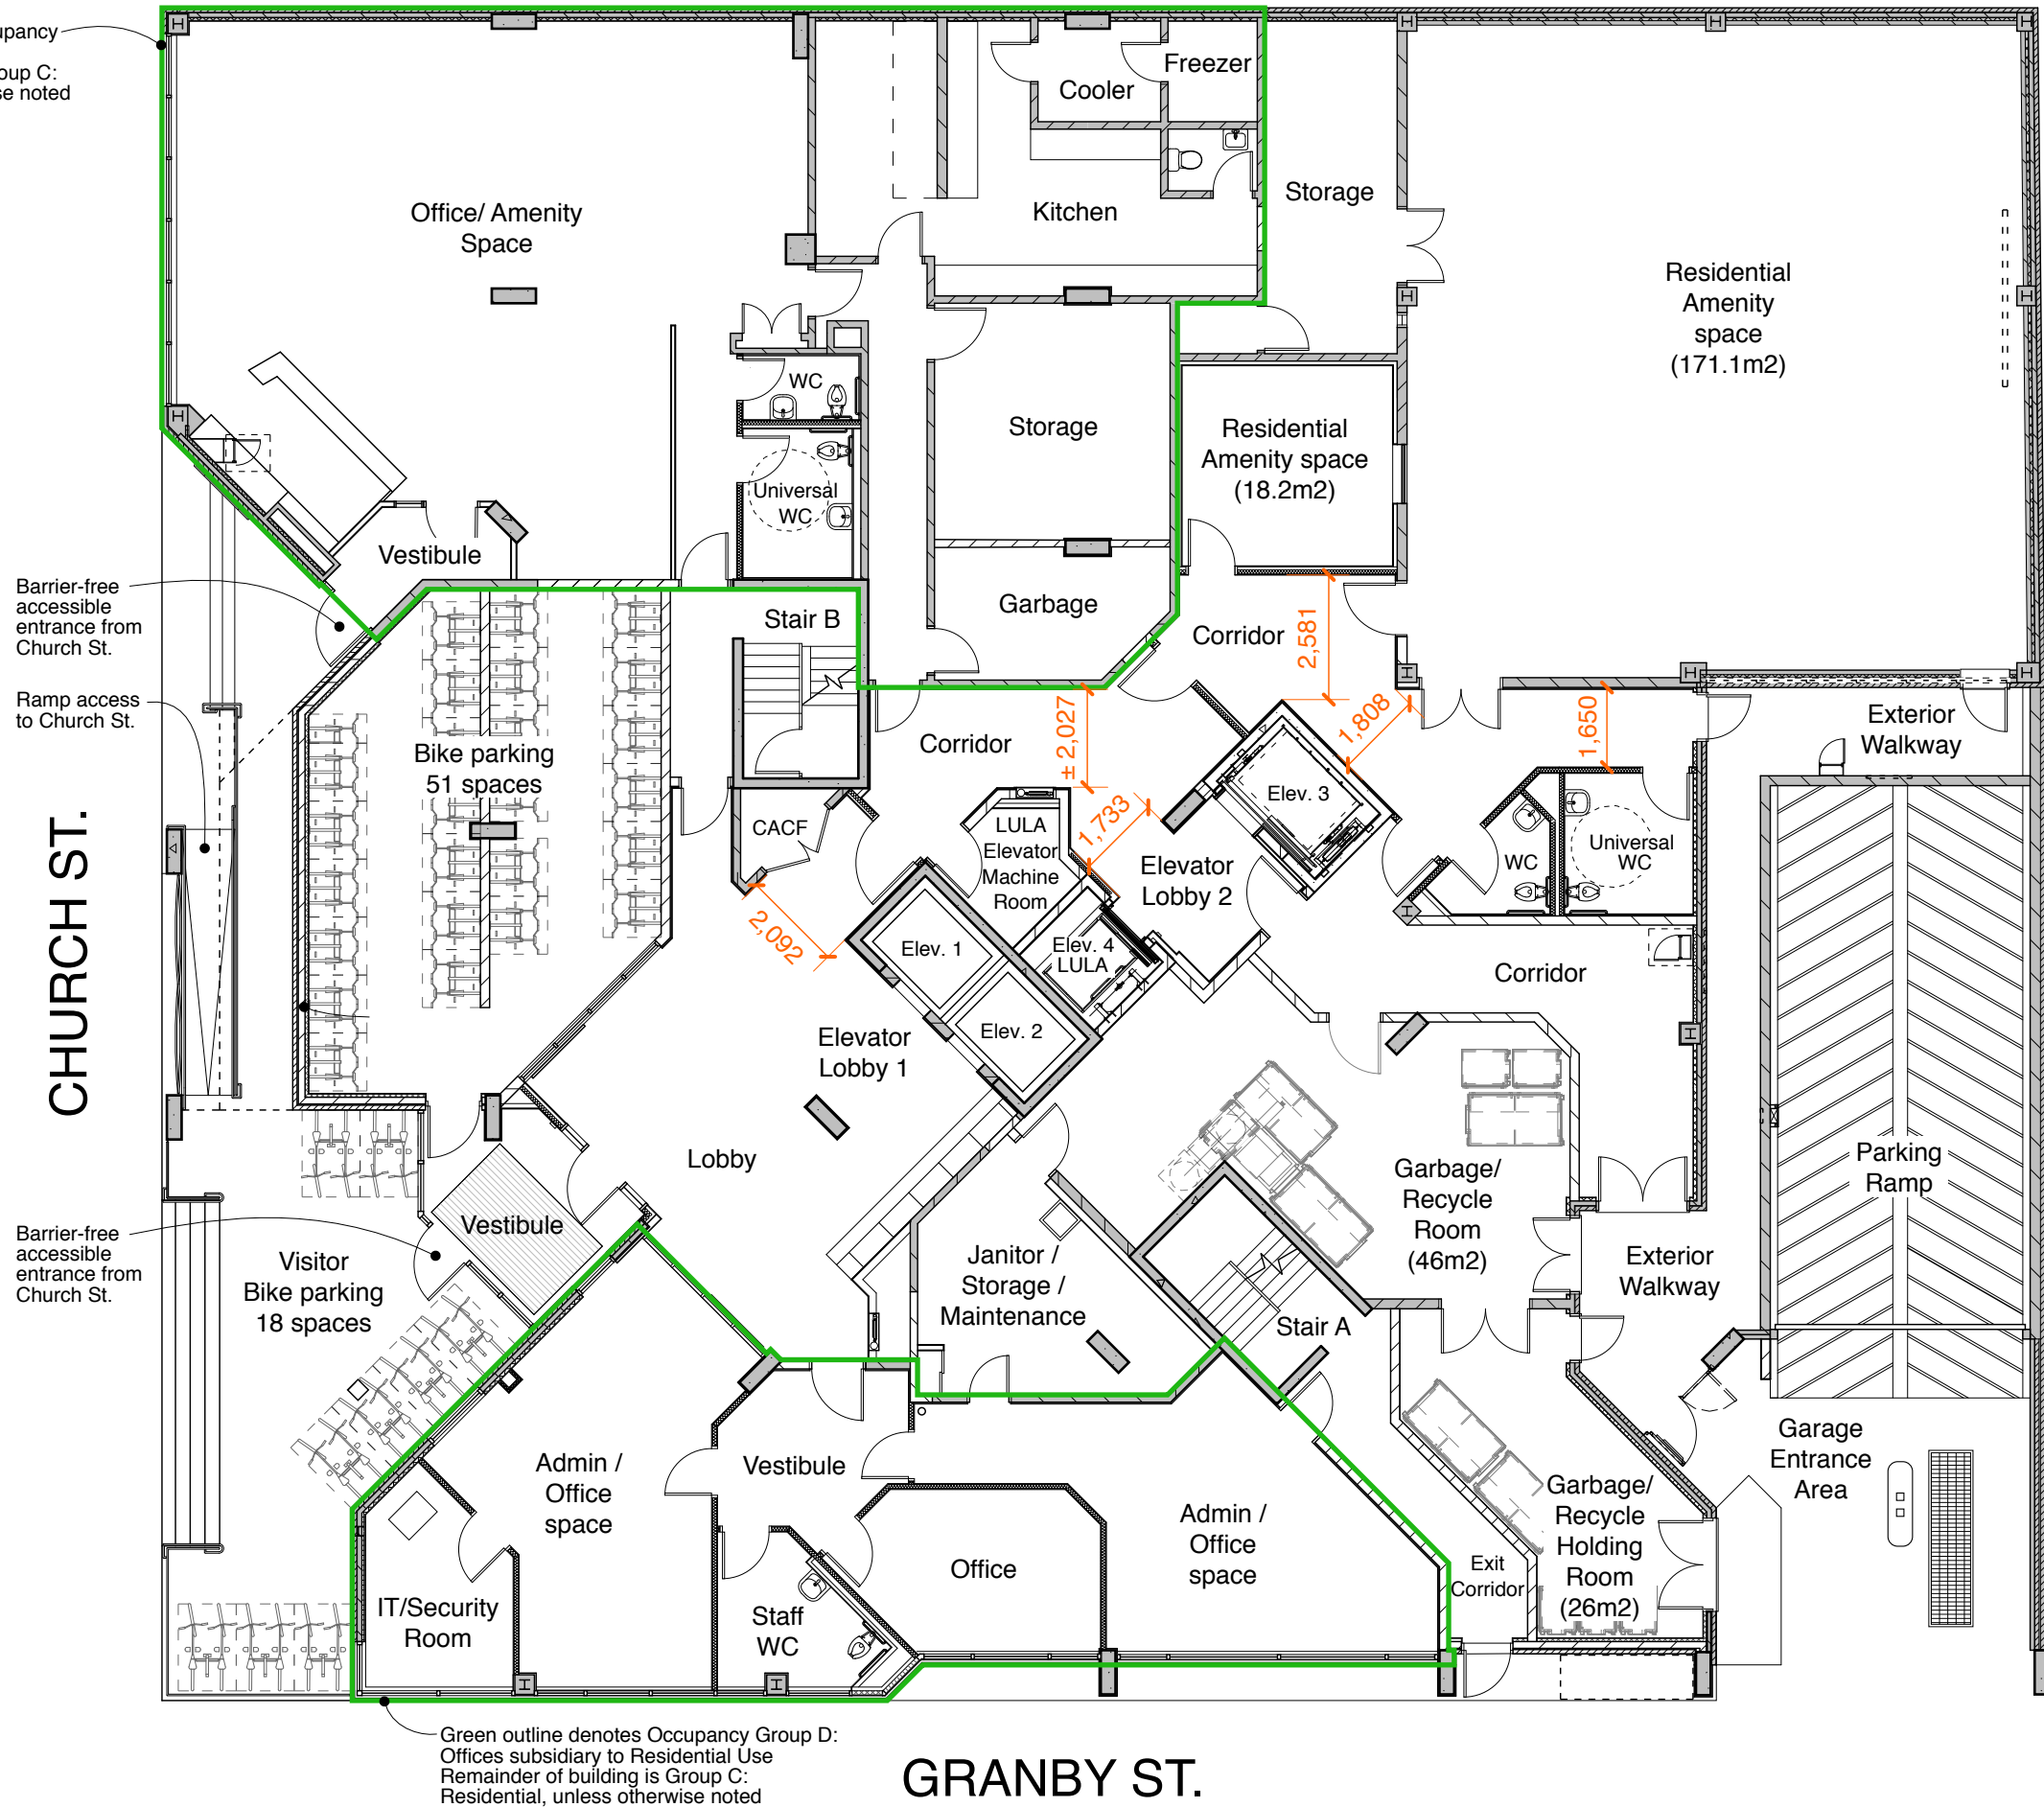 upancy
oup C:
se noted
Freezer
Cooler
Storage
Kitchen
Office/ Amenity
Space
Residential
Amenity
space
(171.1m2)
WC
Storage
Residential
Amenity space
(18.2m2)
Universal
WC
Vestibule
Barrier-free
accessible
entrance from
Church St.
Stair B
Garbage
Corridor
2,581
Ramp access
to Church St.
Bike parking
51 spaces
Corridor
± 2,027
1,808
1,650
Exterior
Walkway
CACF
LULA
Elevator
Machine
Room
1,733
Elev. 3
Elevator
Lobby 2
WC
Universal
WC
CHURCH ST.
2,092
Elev. 1
Elev. 4
LULA
Corridor
Elev. 2
Elevator
Lobby 1
Lobby
Garbage/
Recycle
Room
(46m2)
Parking
Ramp
Vestibule
Barrier-free
accessible
entrance from
Church St.
Visitor
Bike parking
18 spaces
Janitor /
Storage /
Maintenance
Stair A
Exterior
Walkway
Admin /
Office
space
Vestibule
Garage
Entrance
Area
Admin /
Office
space
Garbage/
Recycle
Holding
Room
(26m2)
Office
Exit
Corridor
IT/Security
Room
Staff
WC
H
H
H
H
H
H
H
H
H
H
H
H
H
H
Green outline denotes Occupancy Group D:
Offices subsidiary to Residential Use
Remainder of building is Group C:
Residential, unless otherwise noted
GRANBY ST.